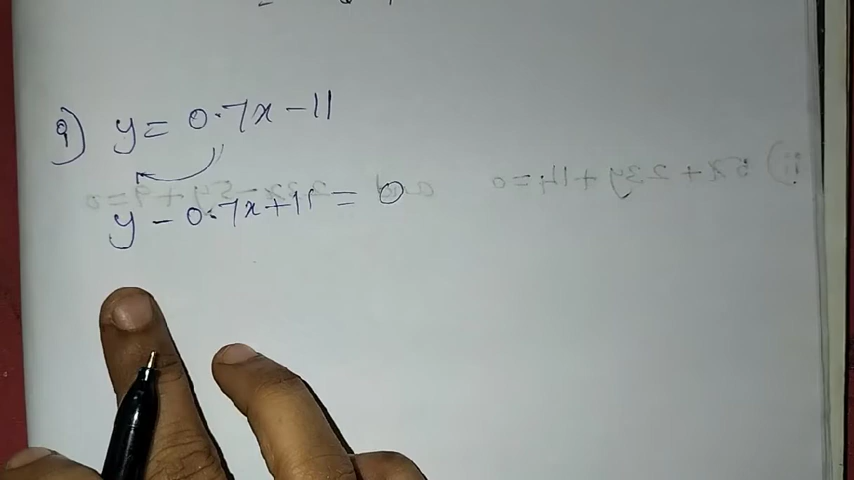 9) y = 0.7x - 11
y - 0.7x + 11 = 0